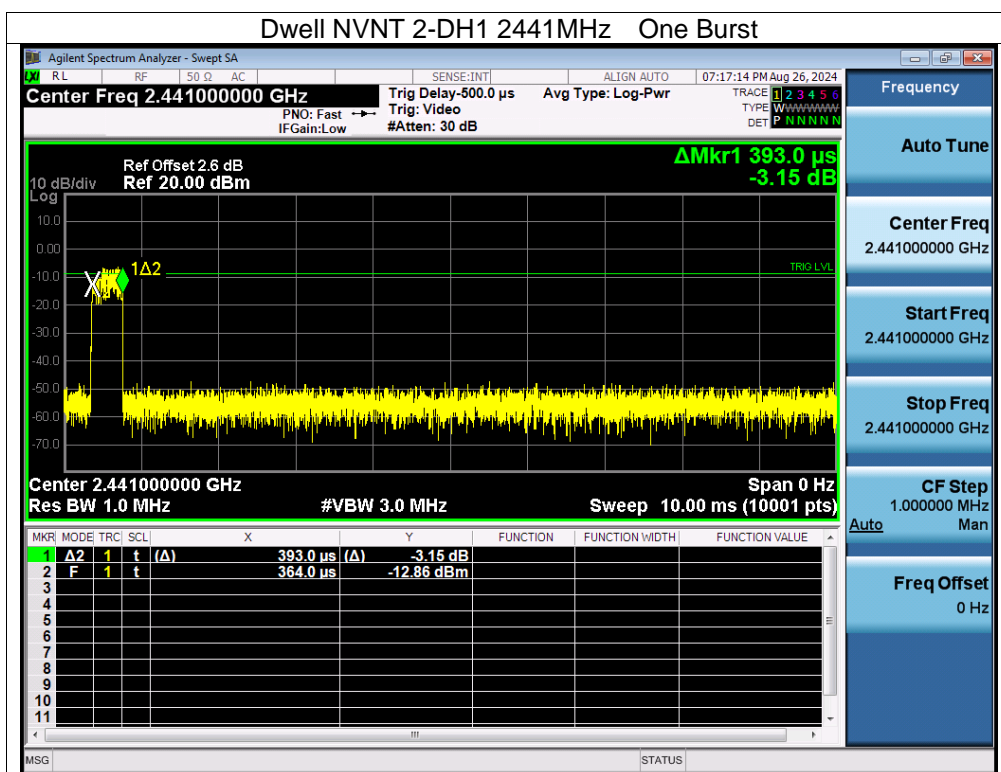 Dwell NVNT 2-DH1 2441MHz One Burst
Agilent Spectrum Analyzer - Swept SA
LXI RL RF 50 Ω AC SENSE:INT ALIGN AUTO 07:17:14 PM Aug 26, 2024
Center Freq 2.441000000 GHz Trig Delay-500.0 µs Avg Type: Log-Pwr TRACE 1 2 3 4 5 6
PNO: Fast Trig: Video TYPE WWWWWWW
IFGain:Low #Atten: 30 dB DET P N N N N N
ΔMkr1 393.0 µs
-3.15 dB
Ref Offset 2.6 dB
10 dB/div Ref 20.00 dBm
Log
10.0
0.00
-10.0
-20.0
-30.0
-40.0
-50.0
-60.0
-70.0
1Δ2
TRIG LVL
Center 2.441000000 GHz Span 0 Hz
Res BW 1.0 MHz #VBW 3.0 MHz Sweep 10.00 ms (10001 pts)
MKR MODE TRC SCL X Y FUNCTION FUNCTION WIDTH FUNCTION VALUE
1 Δ2 1 t (Δ) 393.0 µs (Δ) -3.15 dB
2 F 1 t 364.0 µs -12.86 dBm
3
4
5
6
7
8
9
10
11
MSG STATUS
Frequency
Auto Tune
Center Freq
2.441000000 GHz
Start Freq
2.441000000 GHz
Stop Freq
2.441000000 GHz
CF Step
1.000000 MHz
Auto Man
Freq Offset
0 Hz